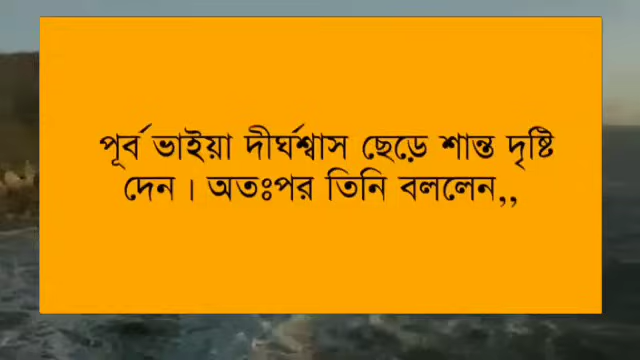 পূর্ব ভাইয়া দীর্ঘশ্বাস ছেড়ে শান্ত দৃষ্টি
দেন। অতঃপর তিনি বললেন,,